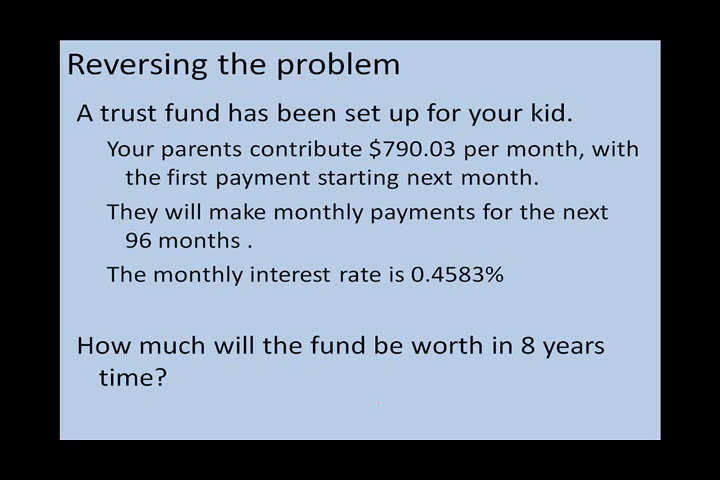 Reversing the problem
A trust fund has been set up for your kid.
Your parents contribute $790.03 per month, with
the first payment starting next month.
They will make monthly payments for the next
96 months .
The monthly interest rate is 0.4583%
How much will the fund be worth in 8 years
time?